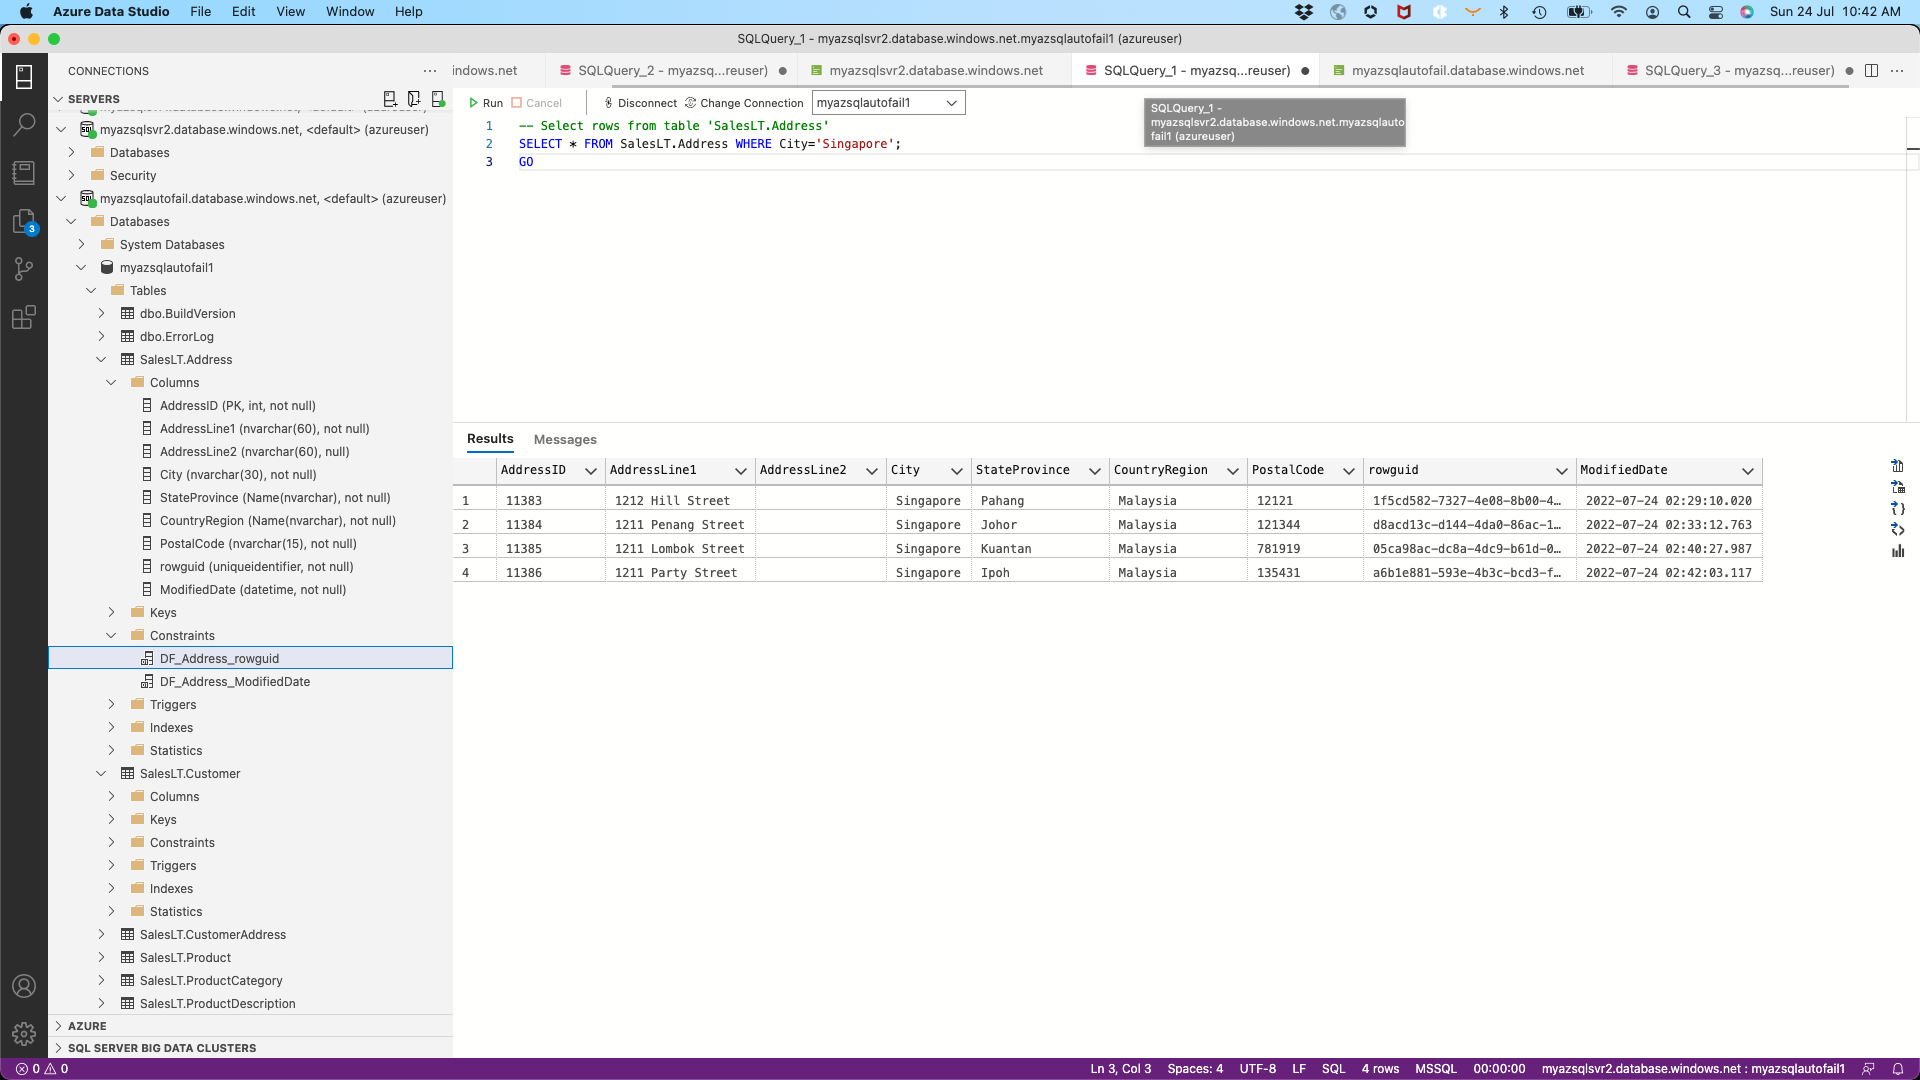 Azure Data Studio File Edit View Window Help Sun 24 Jul 10:42 AM
SQLQuery_1 - myazsqlsvr2.database.windows.net.myazsqlautofail1 (azureuser)
CONNECTIONS
indows.net SQLQuery_2 - myazsq...reuser) myazsqlsvr2.database.windows.net SQLQuery_1 - myazsq...reuser) myazsqlautofail.database.windows.net SQLQuery_3 - myazsq...reuser)
SERVERS
Run Cancel Disconnect Change Connection myazsqlautofail1
SQLQuery_1 -
myazsqlsvr2.database.windows.net.myazsqlauto
fail1 (azureuser)
1 -- Select rows from table 'SalesLT.Address'
2 SELECT * FROM SalesLT.Address WHERE City='Singapore';
3 GO
myazsqlsvr2.database.windows.net, <default> (azureuser)
Databases
Security
myazsqlautofail.database.windows.net, <default> (azureuser)
Databases
System Databases
myazsqlautofail1
Tables
dbo.BuildVersion
dbo.ErrorLog
SalesLT.Address
Columns
AddressID (PK, int, not null)
AddressLine1 (nvarchar(60), not null)
AddressLine2 (nvarchar(60), null)
City (nvarchar(30), not null)
StateProvince (Name(nvarchar), not null)
CountryRegion (Name(nvarchar), not null)
PostalCode (nvarchar(15), not null)
rowguid (uniqueidentifier, not null)
ModifiedDate (datetime, not null)
Keys
Constraints
DF_Address_rowguid
DF_Address_ModifiedDate
Triggers
Indexes
Statistics
SalesLT.Customer
Columns
Keys
Constraints
Triggers
Indexes
Statistics
SalesLT.CustomerAddress
SalesLT.Product
SalesLT.ProductCategory
SalesLT.ProductDescription
AZURE
SQL SERVER BIG DATA CLUSTERS
3
Results Messages
AddressID AddressLine1 AddressLine2 City StateProvince CountryRegion PostalCode rowguid ModifiedDate
1 11383 1212 Hill Street Singapore Pahang Malaysia 12121 1f5cd582-7327-4e08-8b00-4… 2022-07-24 02:29:10.020
2 11384 1211 Penang Street Singapore Johor Malaysia 121344 d8acd13c-d144-4da0-86ac-1… 2022-07-24 02:33:12.763
3 11385 1211 Lombok Street Singapore Kuantan Malaysia 781919 05ca98ac-dc8a-4dc9-b61d-0… 2022-07-24 02:40:27.987
4 11386 1211 Party Street Singapore Ipoh Malaysia 135431 a6b1e881-593e-4b3c-bcd3-f… 2022-07-24 02:42:03.117
0 0 Ln 3, Col 3 Spaces: 4 UTF-8 LF SQL 4 rows MSSQL 00:00:00 myazsqlsvr2.database.windows.net : myazsqlautofail1